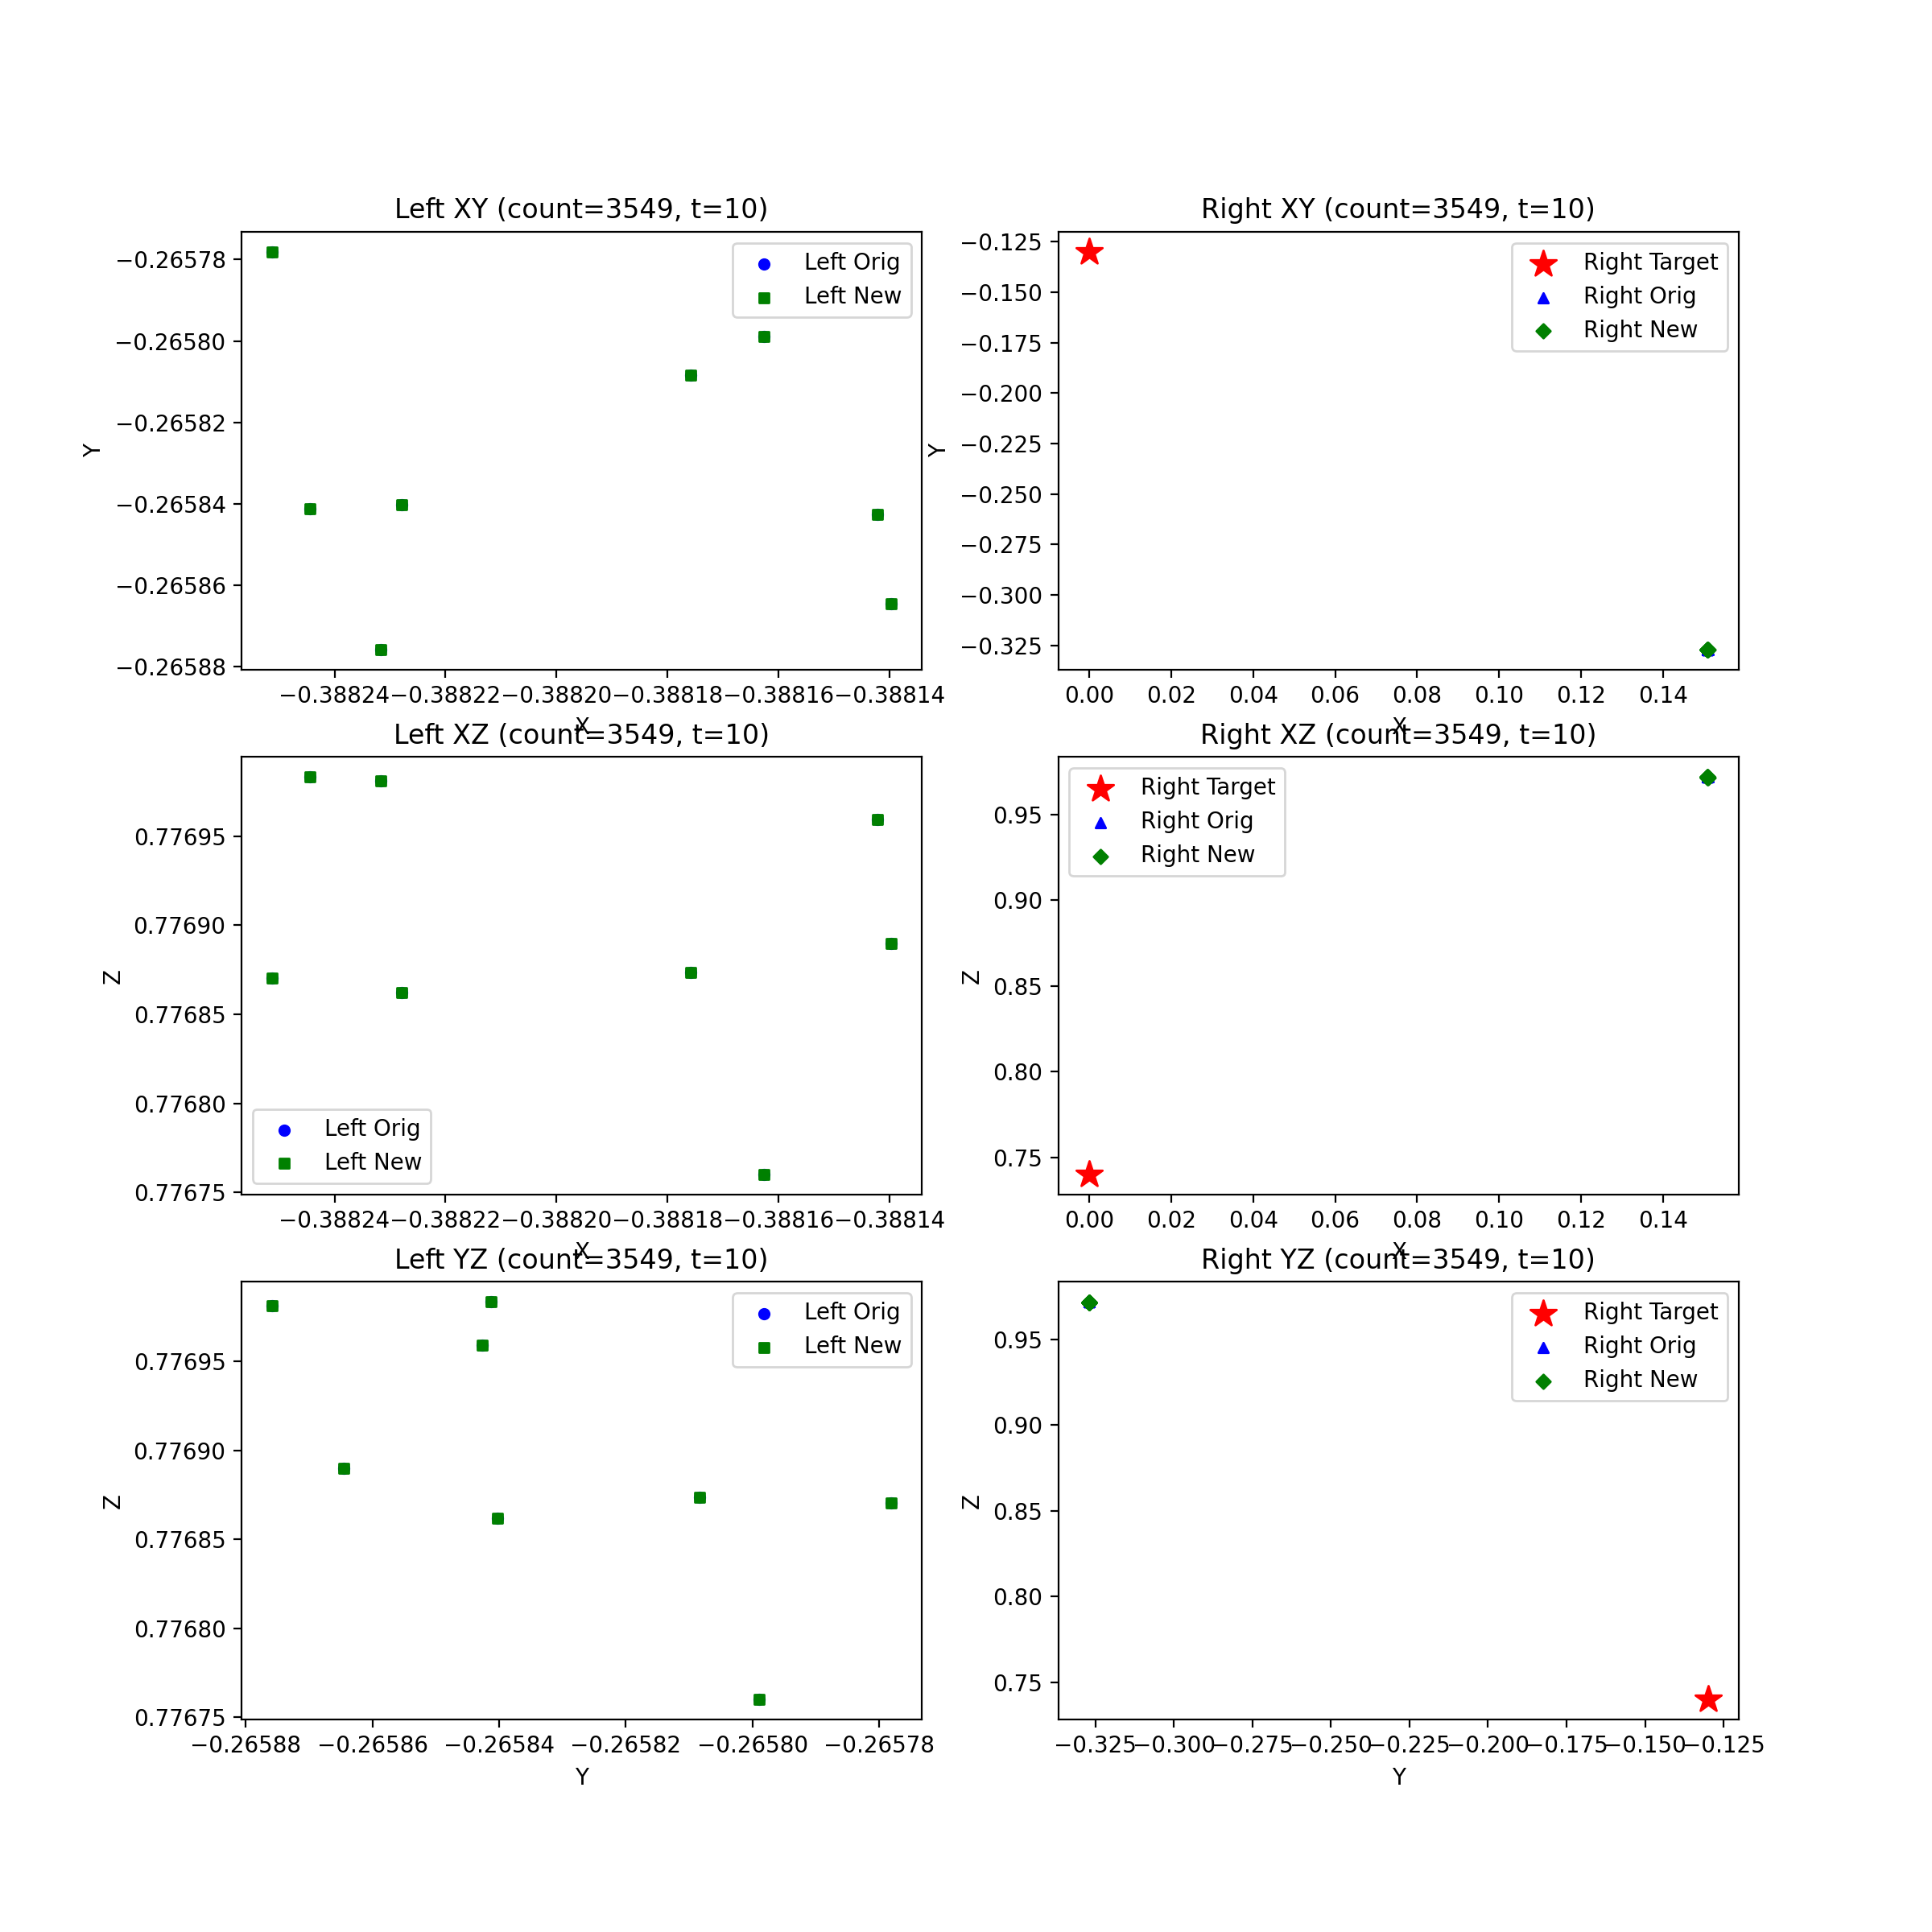 Left XY (count=3549, t=10)
−0.26578
−0.26580
−0.26582
−0.26584
−0.26586
−0.26588
Y
Left Orig
Left New
−0.38824 −0.38822 −0.38820 −0.38818 −0.38816 −0.38814
X
Right XY (count=3549, t=10)
−0.125
−0.150
−0.175
−0.200
−0.225
−0.250
−0.275
−0.300
−0.325
Y
Right Target
Right Orig
Right New
0.00 0.02 0.04 0.06 0.08 0.10 0.12 0.14
X
Left XZ (count=3549, t=10)
0.77695
0.77690
0.77685
0.77680
0.77675
Z
Left Orig
Left New
−0.38824 −0.38822 −0.38820 −0.38818 −0.38816 −0.38814
X
Right XZ (count=3549, t=10)
0.95
0.90
0.85
0.80
0.75
Z
Right Target
Right Orig
Right New
0.00 0.02 0.04 0.06 0.08 0.10 0.12 0.14
X
Left YZ (count=3549, t=10)
0.77695
0.77690
0.77685
0.77680
0.77675
Z
Left Orig
Left New
−0.26588 −0.26586 −0.26584 −0.26582 −0.26580 −0.26578
Y
Right YZ (count=3549, t=10)
0.95
0.90
0.85
0.80
0.75
Z
Right Target
Right Orig
Right New
−0.325 −0.300 −0.275 −0.250 −0.225 −0.200 −0.175 −0.150 −0.125
Y